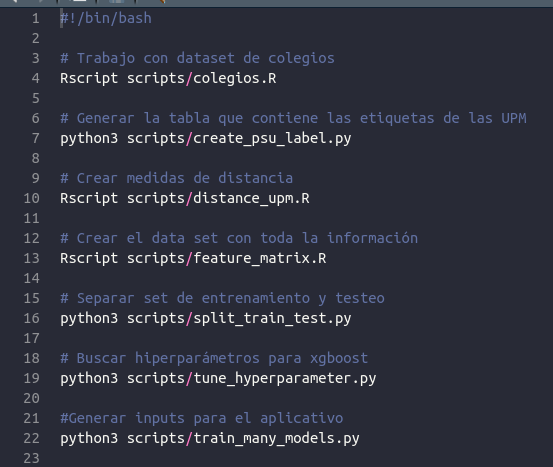 1 #!/bin/bash
2
3 # Trabajo con dataset de colegios
4 Rscript scripts/colegios.R
5
6 # Generar la tabla que contiene las etiquetas de las UPM
7 python3 scripts/create_psu_label.py
8
9 # Crear medidas de distancia
10 Rscript scripts/distance_upm.R
11
12 # Crear el data set con toda la información
13 Rscript scripts/feature_matrix.R
14
15 # Separar set de entrenamiento y testeo
16 python3 scripts/split_train_test.py
17
18 # Buscar hiperparámetros para xgboost
19 python3 scripts/tune_hyperparameter.py
20
21 #Generar inputs para el aplicativo
22 python3 scripts/train_many_models.py
23